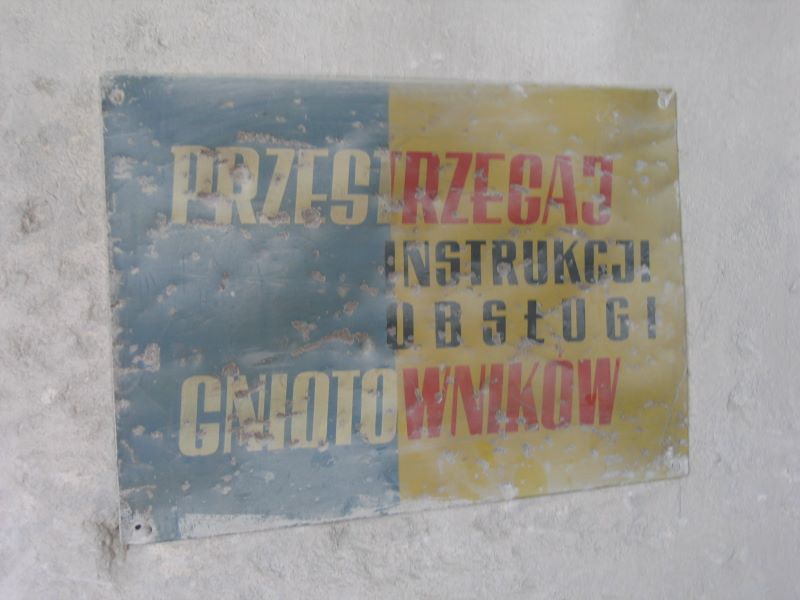 PRZESTRZEGAJ
INSTRUKCJI
OBSŁUGI
GNIOTOWNIKÓW